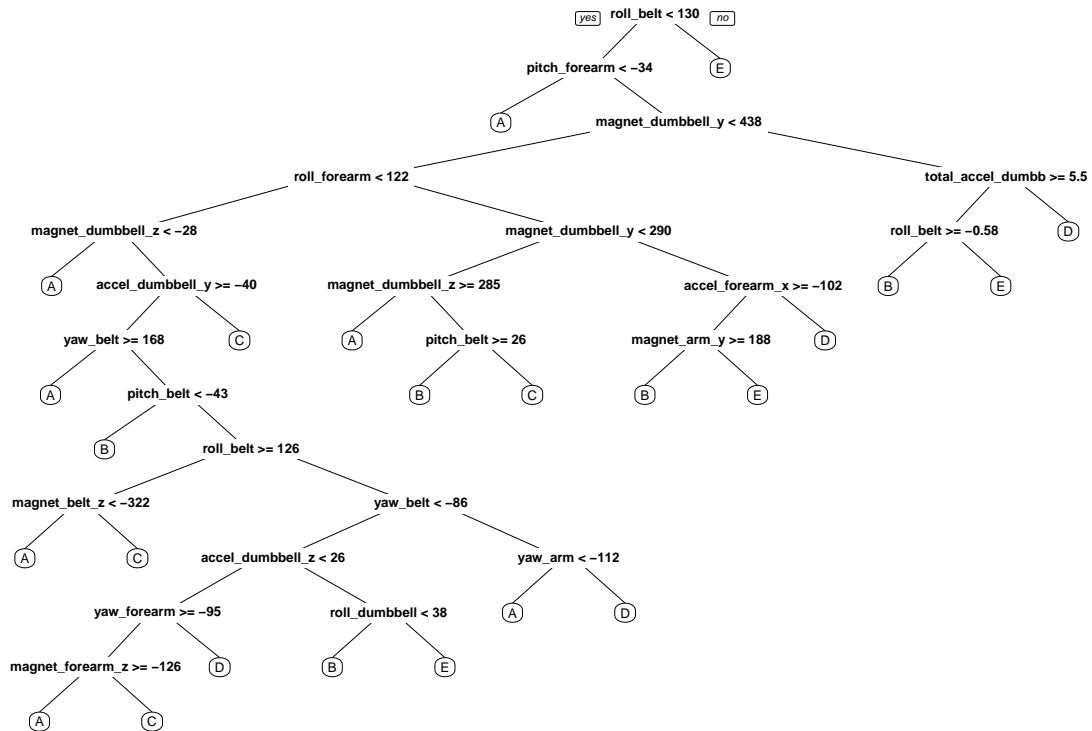 yes roll_belt < 130 no
pitch_forearm < −34 E
A magnet_dumbbell_y < 438
roll_forearm < 122 total_accel_dumbb >= 5.5
magnet_dumbbell_z < −28 magnet_dumbbell_y < 290 roll_belt >= −0.58 D
A accel_dumbbell_y >= −40 magnet_dumbbell_z >= 285 accel_forearm_x >= −102 B E
yaw_belt >= 168 C A pitch_belt >= 26 magnet_arm_y >= 188 D
A pitch_belt < −43 B C B E
B roll_belt >= 126
magnet_belt_z < −322 yaw_belt < −86
A C accel_dumbbell_z < 26 yaw_arm < −112
yaw_forearm >= −95 roll_dumbbell < 38 A D
magnet_forearm_z >= −126 D B E
A C